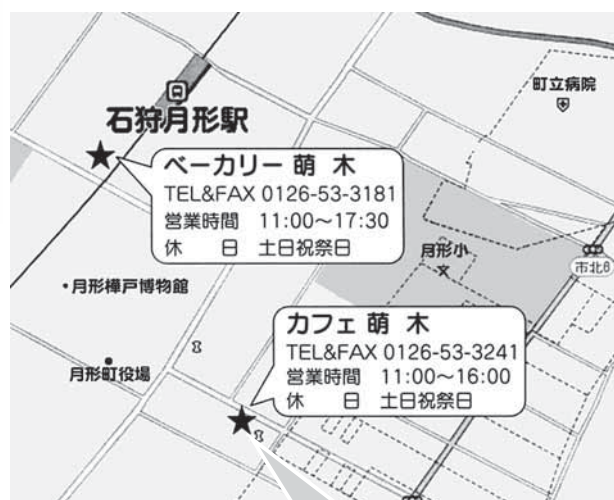 町立病院
石狩月形駅
ベーカリー 萌 木
TEL&FAX 0126-53-3181
営業時間 11:00～17:30
休 日 土日祝祭日
月形小
文
市北6
月形樺戸博物館
カフェ 萌 木
TEL&FAX 0126-53-3241
営業時間 11:00～16:00
休 日 土日祝祭日
月形町役場